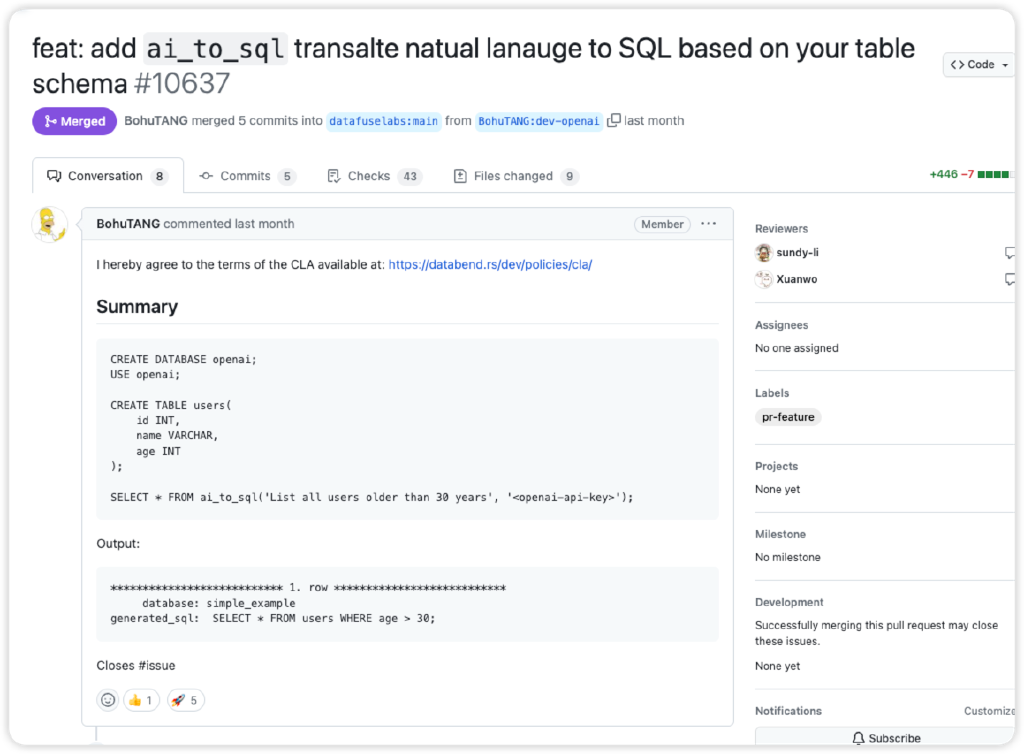 feat: add ai_to_sql transalte natual lanauge to SQL based on your table
schema #10637
Code
Merged
BohuTANG merged 5 commits into datafuselabs:main from BohuTANG:dev-openai last month
Conversation 8
Commits 5
Checks 43
Files changed 9
+446 −7
BohuTANG commented last month
Member
I hereby agree to the terms of the CLA available at: https://databend.rs/dev/policies/cla/
Summary
CREATE DATABASE openai;
USE openai;
CREATE TABLE users(
id INT,
name VARCHAR,
age INT
);
SELECT * FROM ai_to_sql('List all users older than 30 years', '<openai-api-key>');
Output:
*************************** 1. row ***************************
database: simple_example
generated_sql:  SELECT * FROM users WHERE age > 30;
Closes #issue
1
5
Reviewers
sundy-li
Xuanwo
Assignees
No one assigned
Labels
pr-feature
Projects
None yet
Milestone
No milestone
Development
Successfully merging this pull request may close
these issues.
None yet
Notifications
Customize
Subscribe